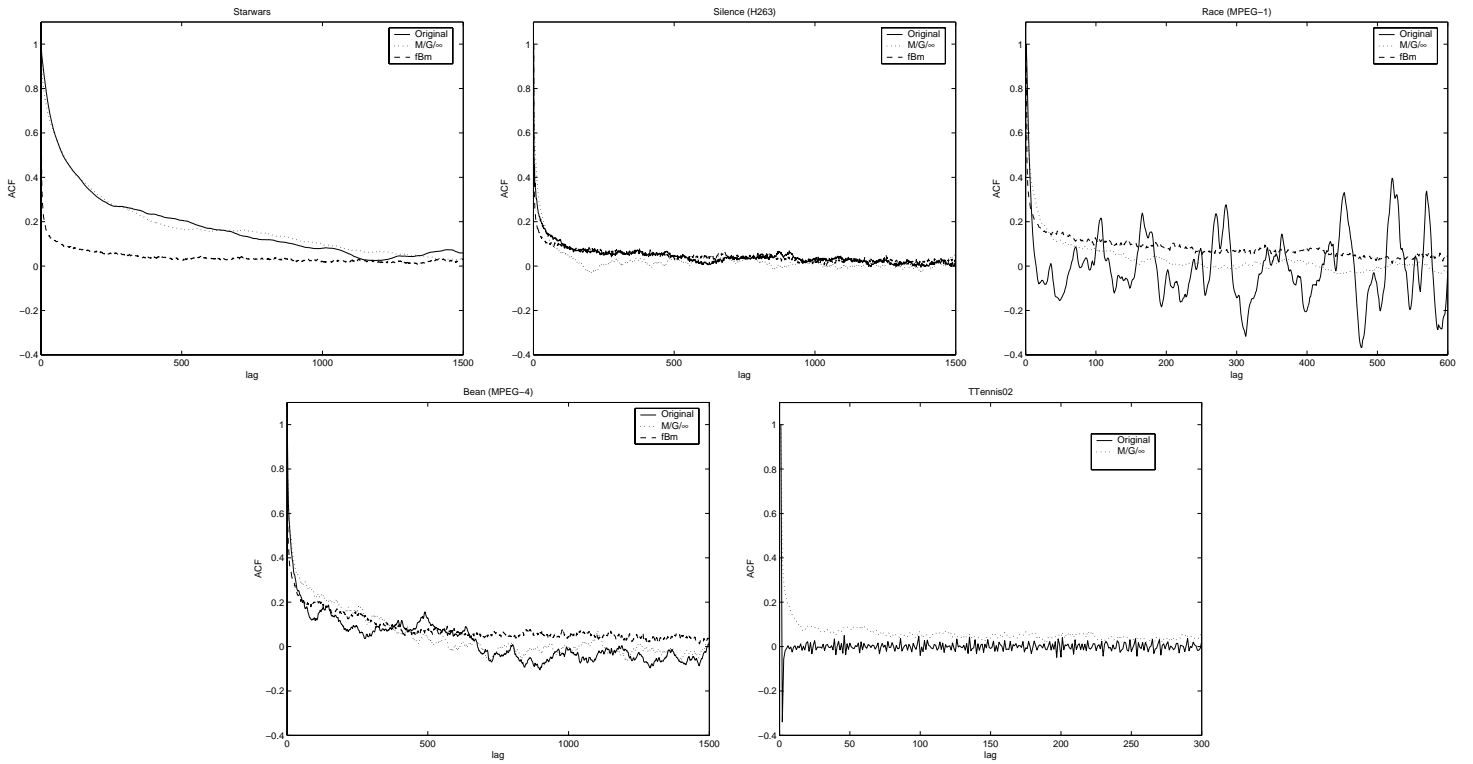 Starwars
Original
M/G/∞
fBm
1
0.8
0.6
0.4
0.2
0
−0.2
−0.4
ACF
0 500 1000 1500
lag
Silence (H263)
Original
M/G/∞
fBm
1
0.8
0.6
0.4
0.2
0
−0.2
−0.4
ACF
0 500 1000 1500
lag
Race (MPEG−1)
Original
M/G/∞
fBm
1
0.8
0.6
0.4
0.2
0
−0.2
−0.4
ACF
0 100 200 300 400 500 600
lag
Bean (MPEG−4)
Original
M/G/∞
fBm
1
0.8
0.6
0.4
0.2
0
−0.2
−0.4
ACF
0 500 1000 1500
lag
TTennis02
Original
M/G/∞
1
0.8
0.6
0.4
0.2
0
−0.2
−0.4
ACF
0 50 100 150 200 250 300
lag